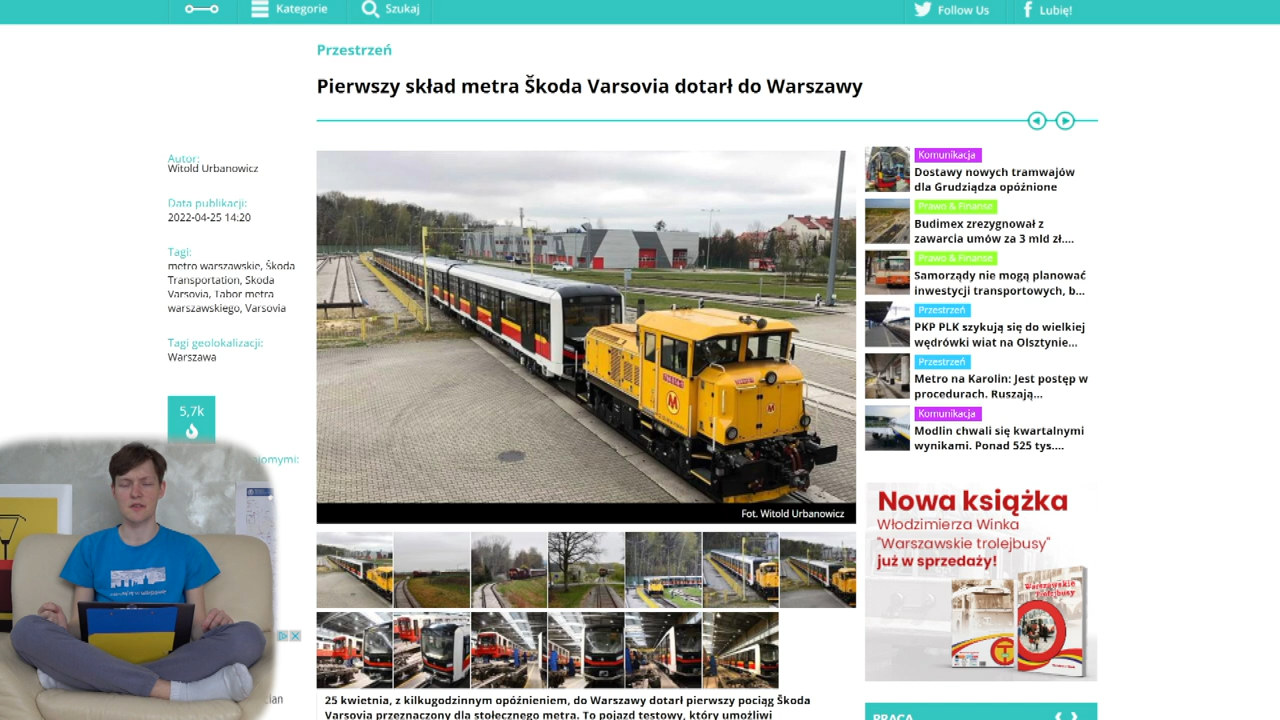 Kategorie
Szukaj
Follow Us
Lubię!
Przestrzeń
Pierwszy skład metra Škoda Varsovia dotarł do Warszawy
Autor:
Witold Urbanowicz
Data publikacji:
2022-04-25 14:20
Tagi:
metro warszawskie, Škoda
Transportation, Skoda
Varsovia, Tabor metra
warszawskiego, Varsovia
Tagi geolokalizacji:
Warszawa
5,7k
jomymi:
Fot. Witold Urbanowicz
25 kwietnia, z kilkugodzinnym opóźnieniem, do Warszawy dotarł pierwszy pociąg Škoda
Varsovia przeznaczony dla stołecznego metra. To pojazd testowy, który umożliwi
Komunikacja
Dostawy nowych tramwajów
dla Grudziądza opóźnione
Prawo & Finanse
Budimex zrezygnował z
zawarcia umów za 3 mld zł....
Prawo & Finanse
Samorządy nie mogą planować
inwestycji transportowych, b...
Przestrzeń
PKP PLK szykują się do wielkiej
wędrówki wiat na Olsztynie...
Przestrzeń
Metro na Karolin: Jest postęp w
procedurach. Ruszają...
Komunikacja
Modlin chwali się kwartalnymi
wynikami. Ponad 525 tys....
Nowa książka
Włodzimierza Winka
"Warszawskie trolejbusy"
już w sprzedaży!
Warszawskie
trolejbusy
PRACA